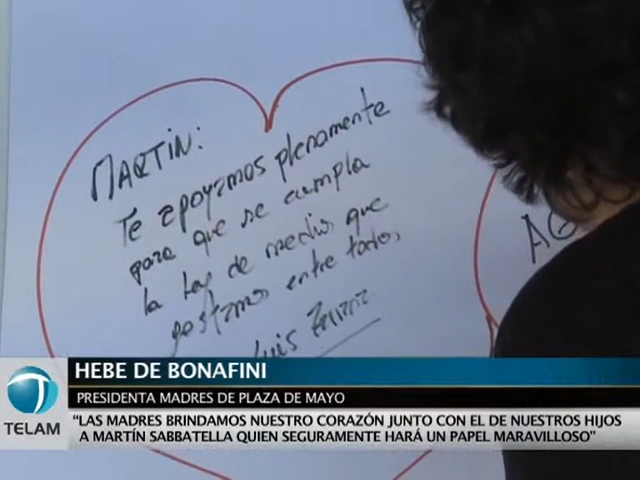 MARTIN:
Te apoyamos plenamente
para que se cumpla
la Ley de medios que
gestamos entre todos
Luis
AG
HEBE DE BONAFINI
PRESIDENTA MADRES DE PLAZA DE MAYO
TELAM
“LAS MADRES BRINDAMOS NUESTRO CORAZÓN JUNTO CON EL DE NUESTROS HIJOS
A MARTÍN SABBATELLA QUIEN SEGURAMENTE HARÁ UN PAPEL MARAVILLOSO”